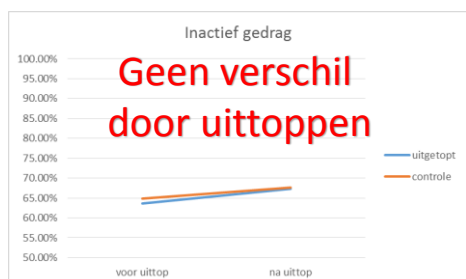 Inactief gedrag
Geen verschil
door uittoppen
100.00%
95.00%
90.00%
85.00%
80.00%
75.00%
70.00%
65.00%
60.00%
55.00%
50.00%
voor uittop
na uittop
uitgetopt
controle